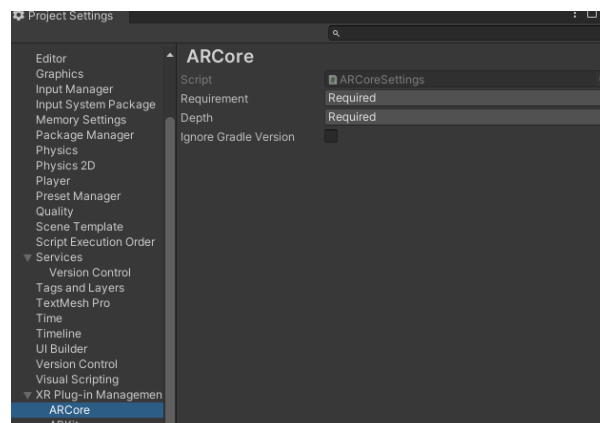 Project Settings
Editor
Graphics
Input Manager
Input System Package
Memory Settings
Package Manager
Physics
Physics 2D
Player
Preset Manager
Quality
Scene Template
Script Execution Order
Services
Version Control
Tags and Layers
TextMesh Pro
Time
Timeline
UI Builder
Version Control
Visual Scripting
XR Plug-in Managemen
ARCore
ARKit
ARCore
Script
ARCoreSettings
Requirement
Required
Depth
Required
Ignore Gradle Version